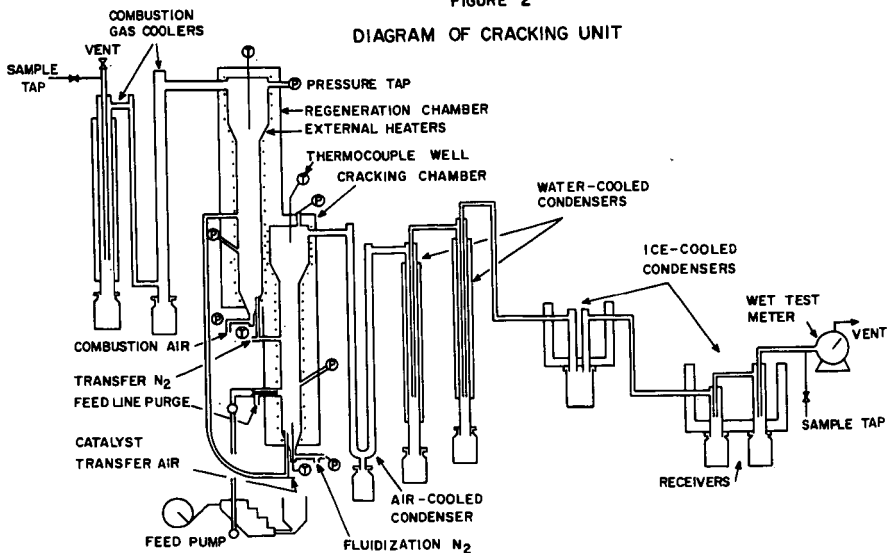 FIGURE 2
DIAGRAM OF CRACKING UNIT
COMBUSTION
GAS COOLERS
VENT
SAMPLE
TAP
T
P PRESSURE TAP
REGENERATION CHAMBER
EXTERNAL HEATERS
THERMOCOUPLE WELL
T
CRACKING CHAMBER
P
P
WATER-COOLED
CONDENSERS
ICE-COOLED
CONDENSERS
WET TEST
METER
VENT
P
T
COMBUSTION AIR
P
TRANSFER N2
FEED LINE PURGE
SAMPLE TAP
CATALYST
TRANSFER AIR
T
P
RECEIVERS
AIR-COOLED
CONDENSER
FEED PUMP
FLUIDIZATION N2